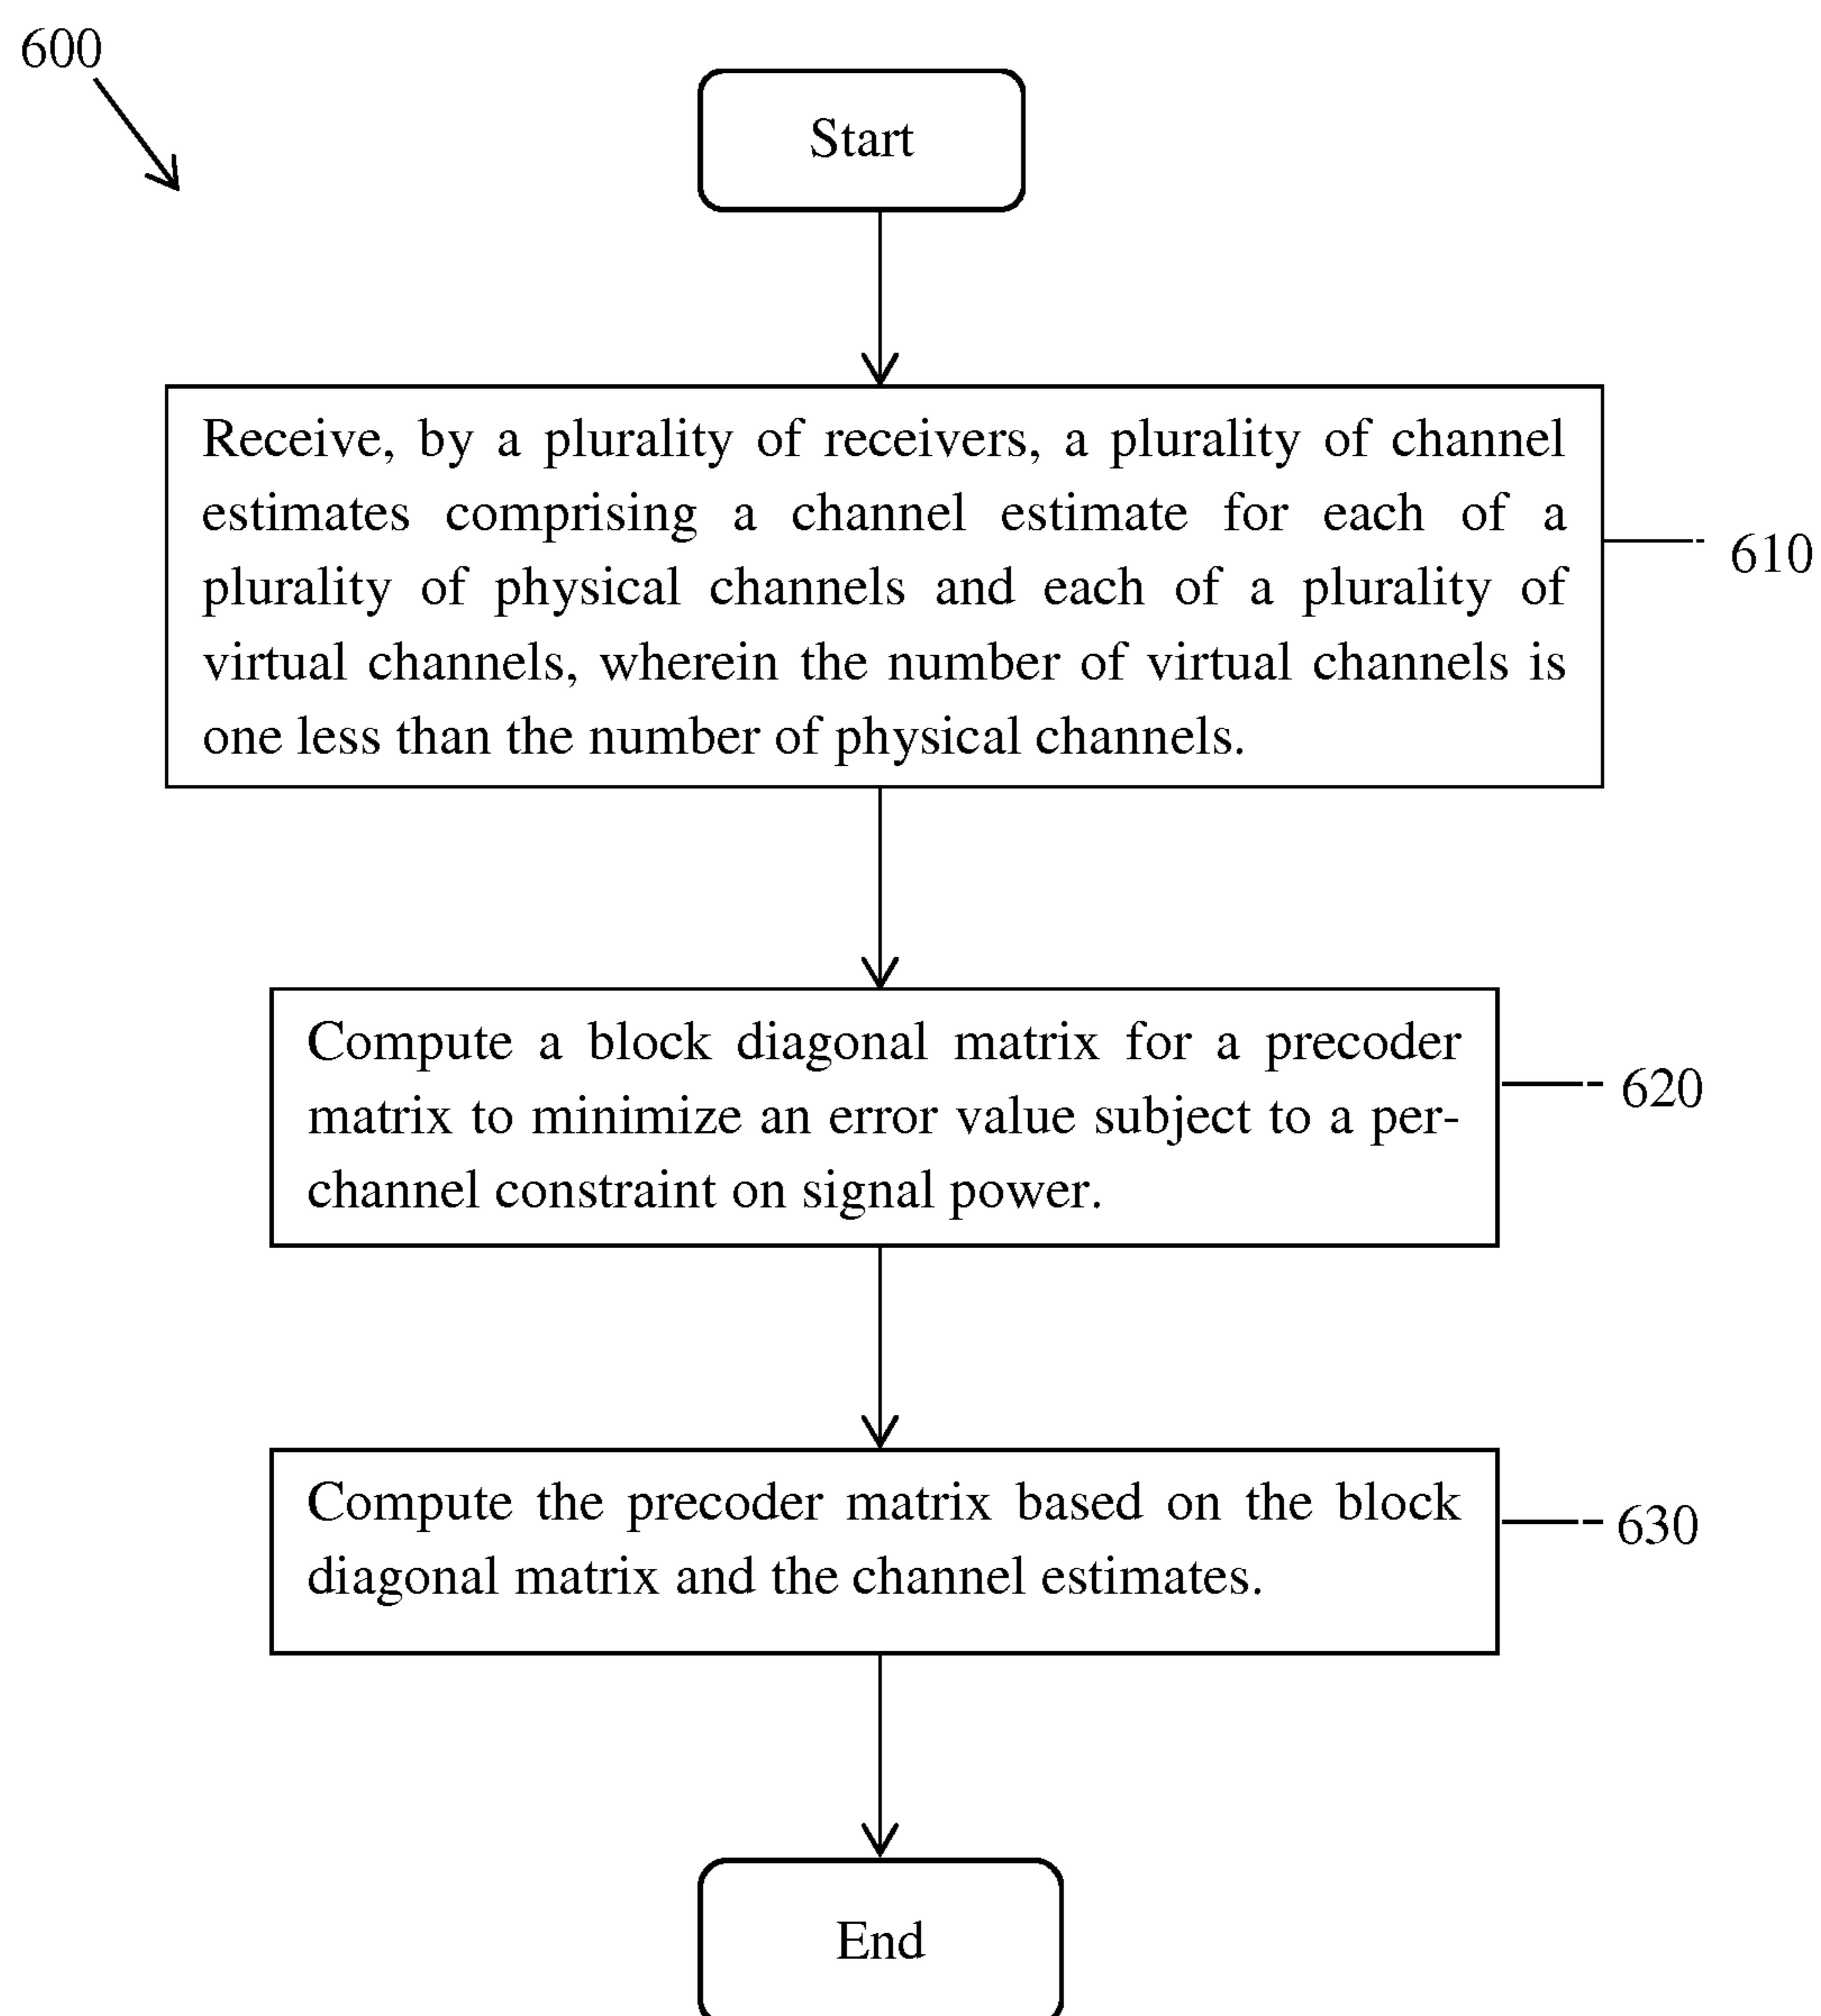 600
Start
Receive, by a plurality of receivers, a plurality of channel
estimates comprising a channel estimate for each of a
plurality of physical channels and each of a plurality of
virtual channels, wherein the number of virtual channels is
one less than the number of physical channels.
610
Compute a block diagonal matrix for a precoder
matrix to minimize an error value subject to a per-
channel constraint on signal power.
620
Compute the precoder matrix based on the block
diagonal matrix and the channel estimates.
630
End